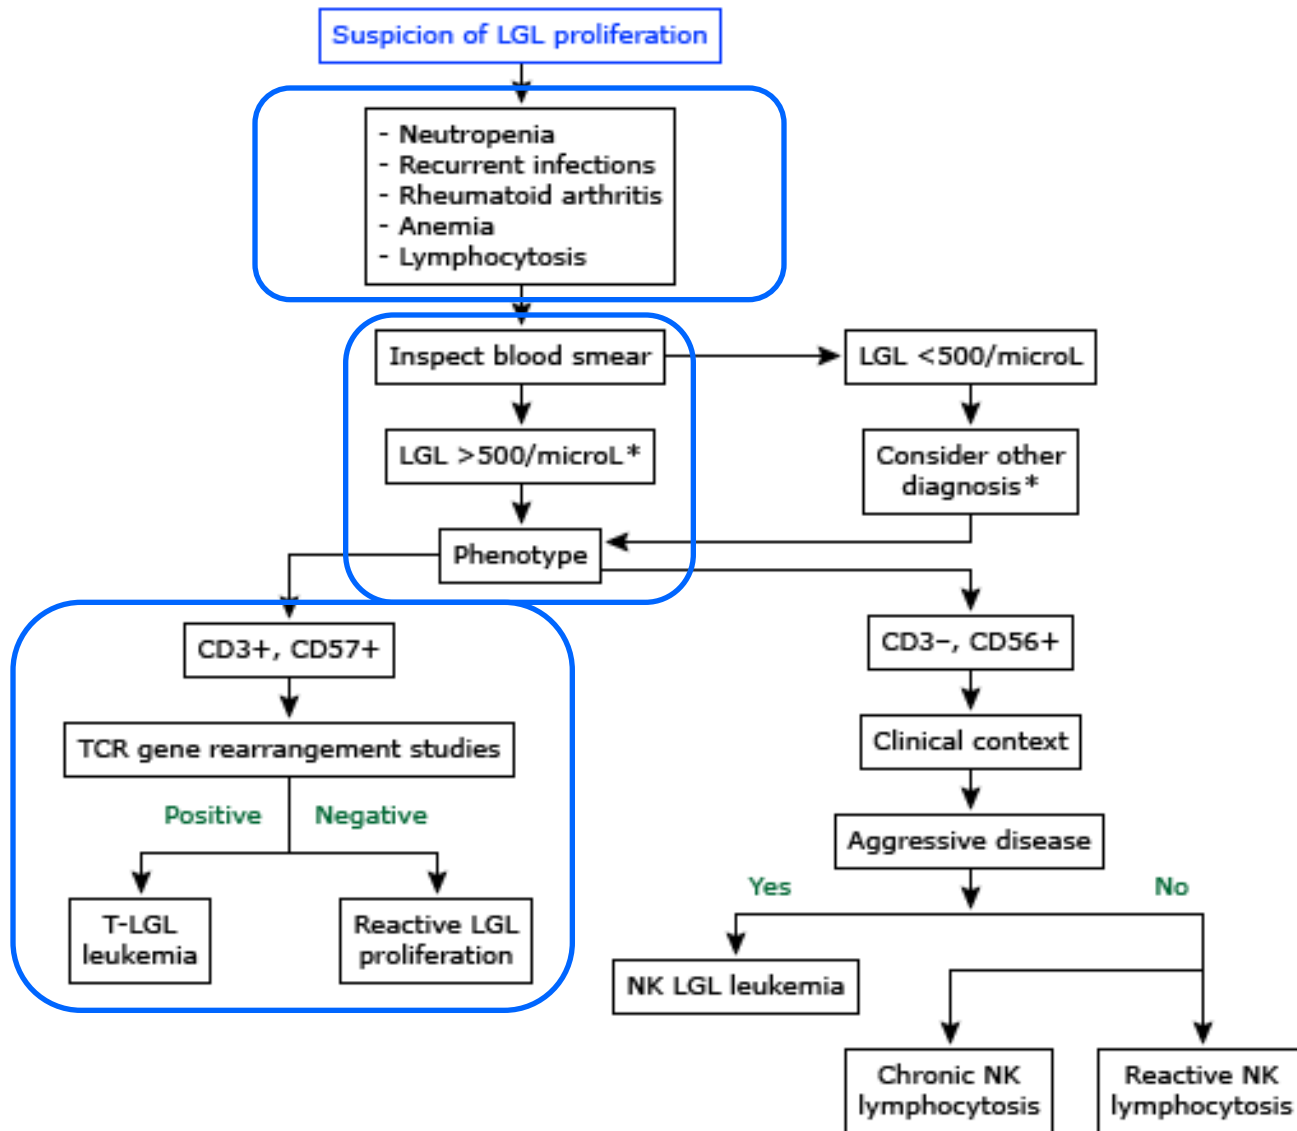 Suspicion of LGL proliferation
- Neutropenia
- Recurrent infections
- Rheumatoid arthritis
- Anemia
- Lymphocytosis
Inspect blood smear
LGL <500/microL
LGL >500/microL*
Consider other
diagnosis*
Phenotype
CD3+, CD57+
CD3−, CD56+
TCR gene rearrangement studies
Clinical context
Positive
Negative
Aggressive disease
Yes
No
T-LGL
leukemia
Reactive LGL
proliferation
NK LGL leukemia
Chronic NK
lymphocytosis
Reactive NK
lymphocytosis